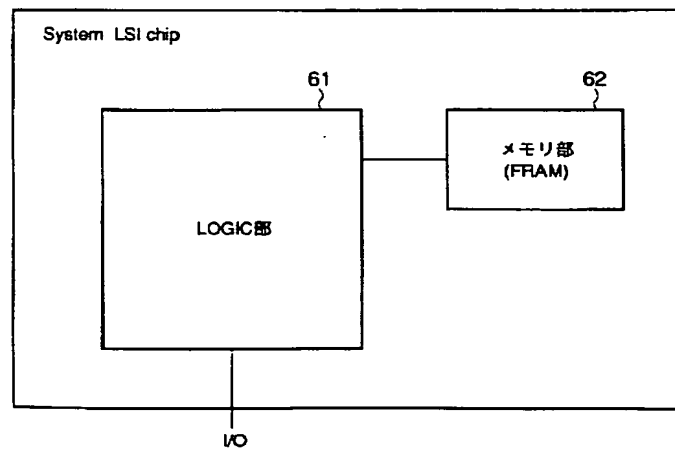 System LSI chip
61
62
メモリ部
(FRAM)
LOGIC部
I/O